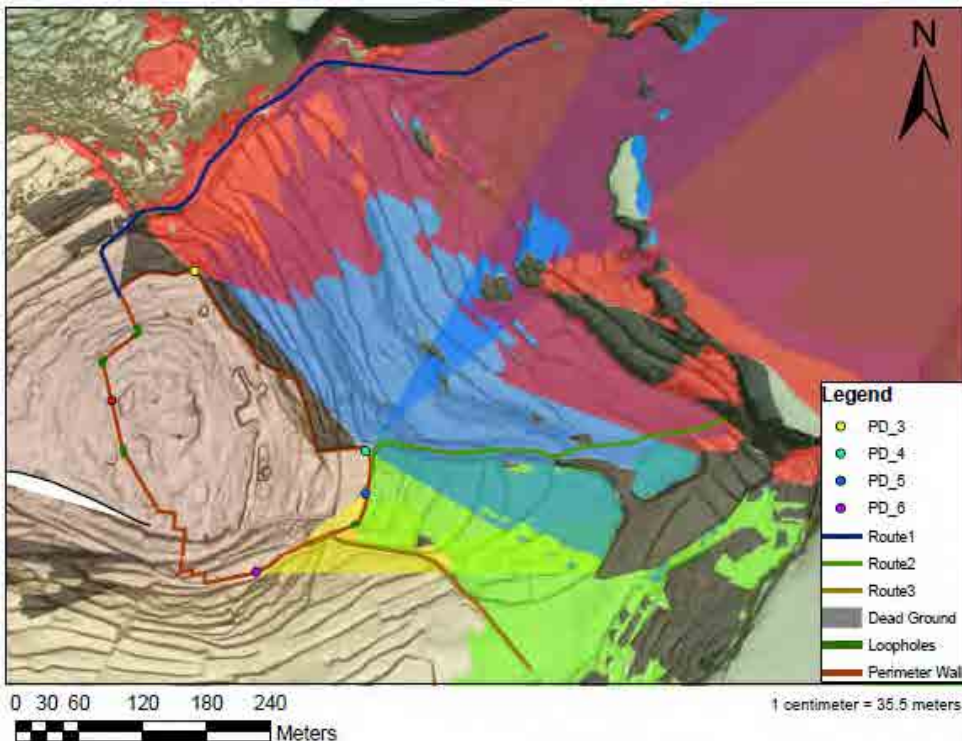 N
Legend
PD_3
PD_4
PD_5
PD_6
Route1
Route2
Route3
Dead Ground
Loopholes
Perimeter Wall
0 30 60 120 180 240
Meters
1 centimeter = 35.5 meters